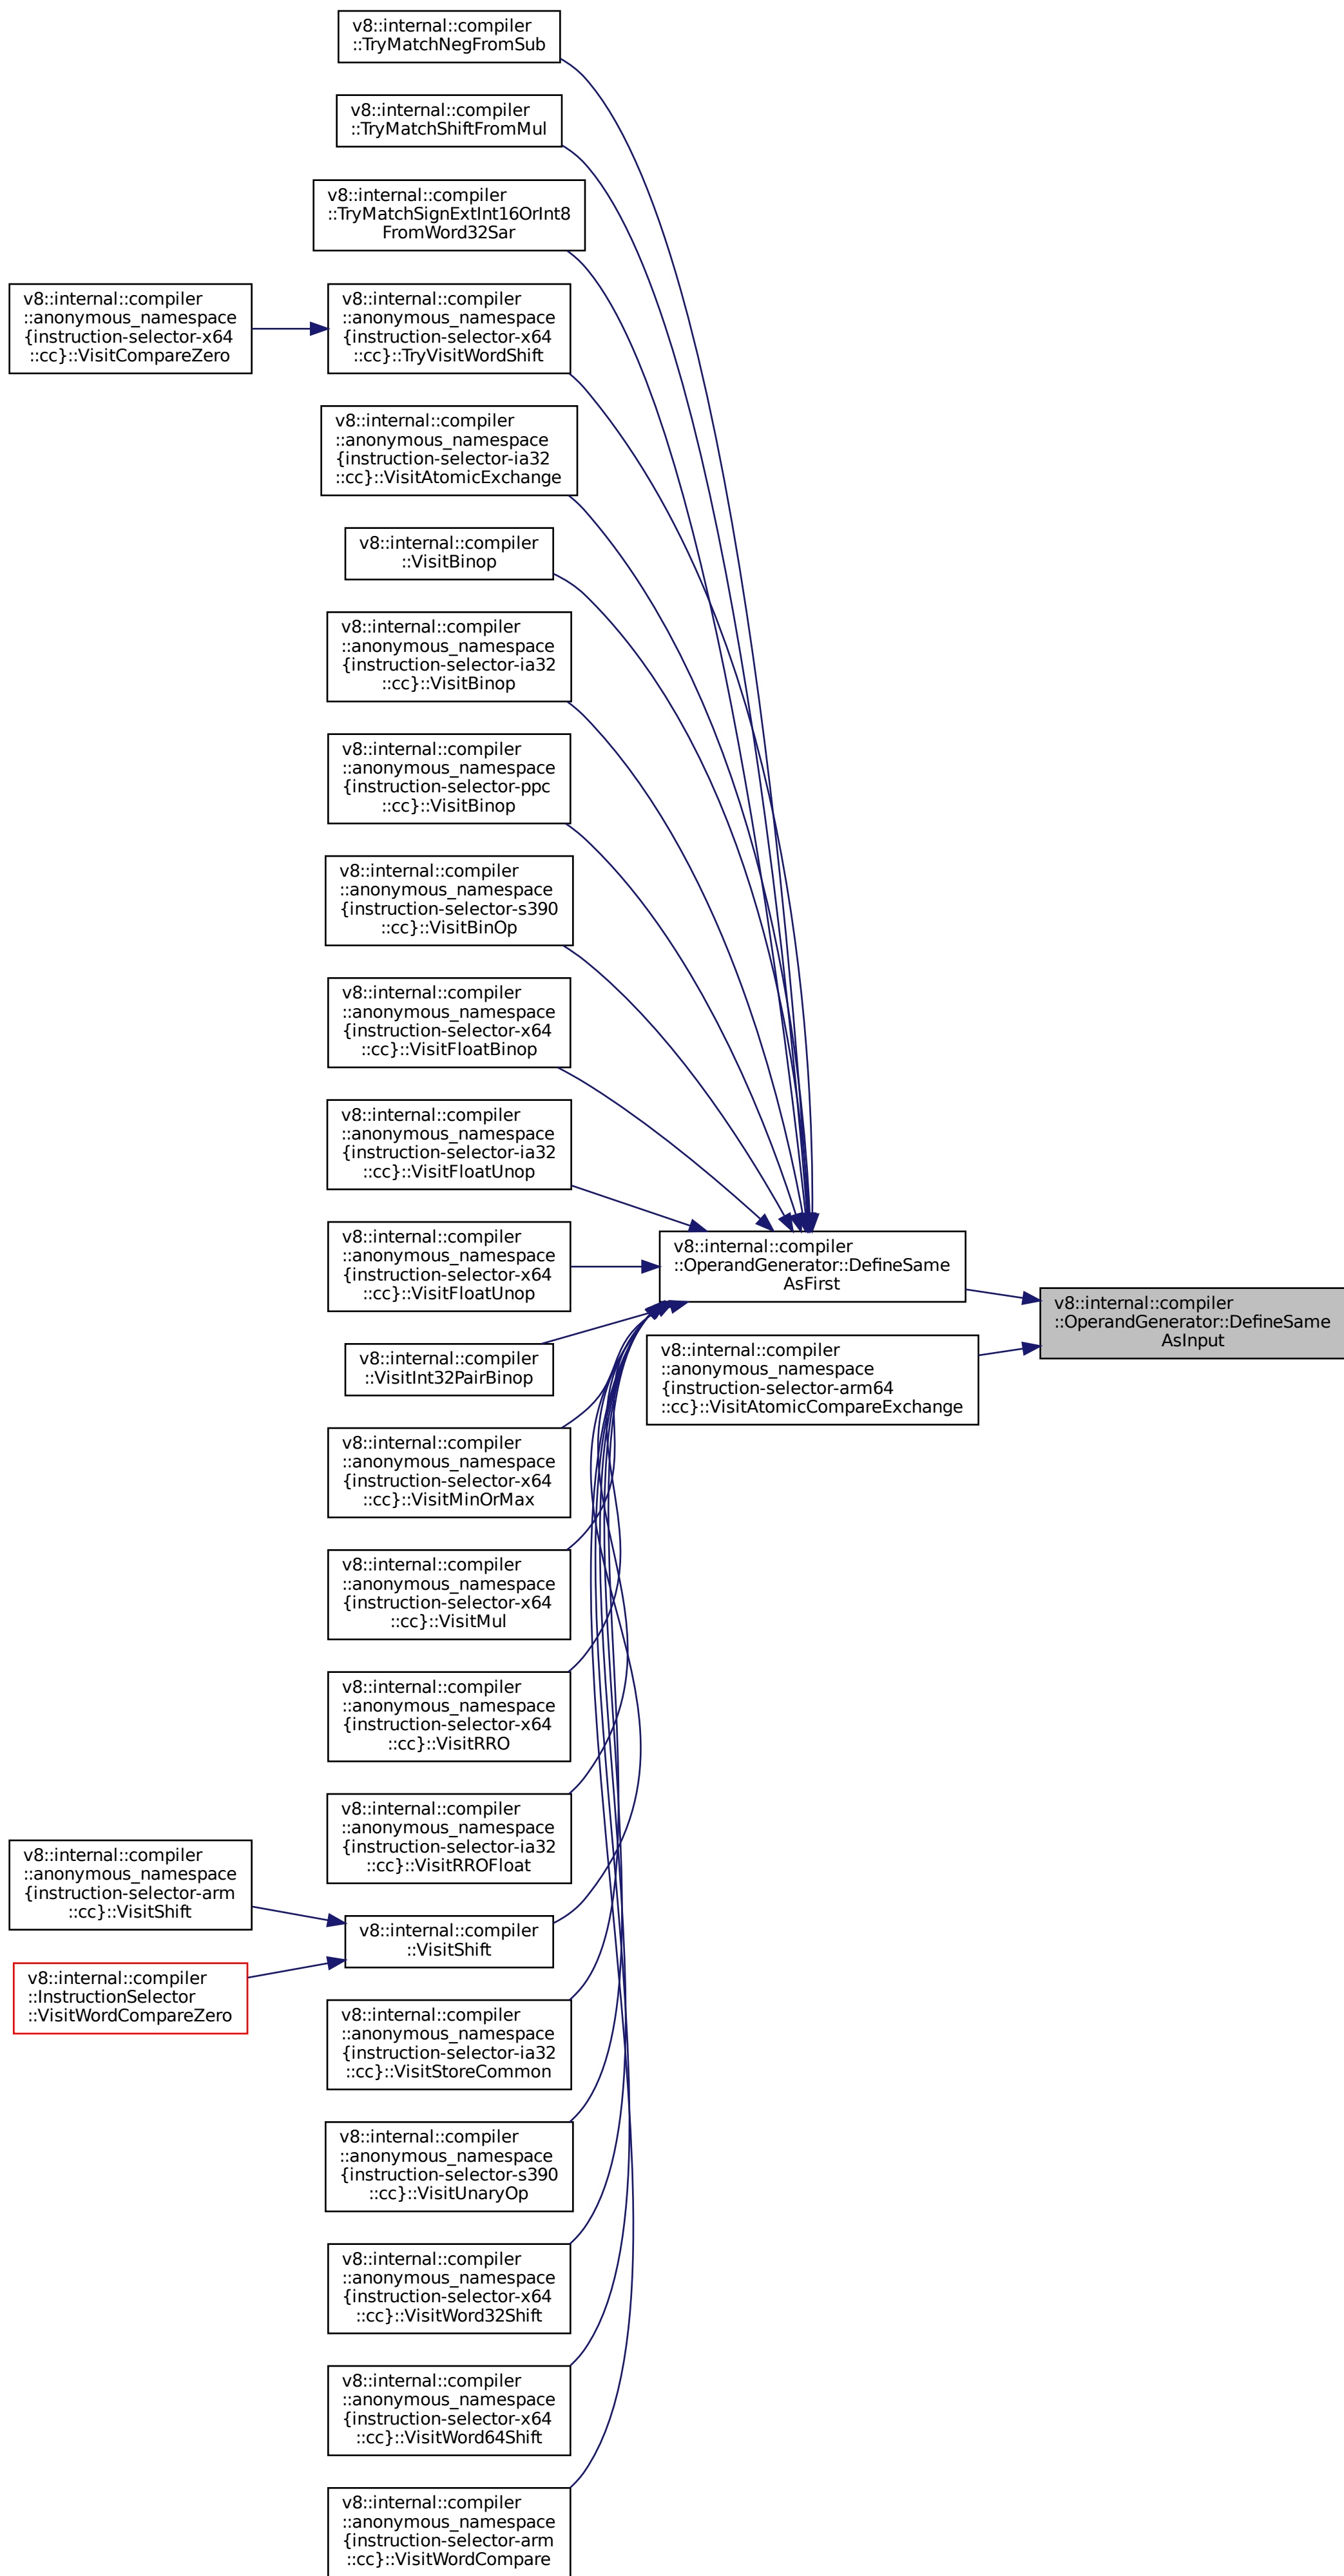 v8::internal::compiler
::TryMatchNegFromSub
v8::internal::compiler
::TryMatchShiftFromMul
v8::internal::compiler
::TryMatchSignExtInt16OrInt8
FromWord32Sar
v8::internal::compiler
::anonymous_namespace
{instruction-selector-x64
::cc}::VisitCompareZero
v8::internal::compiler
::anonymous_namespace
{instruction-selector-x64
::cc}::TryVisitWordShift
v8::internal::compiler
::anonymous_namespace
{instruction-selector-ia32
::cc}::VisitAtomicExchange
v8::internal::compiler
::VisitBinop
v8::internal::compiler
::anonymous_namespace
{instruction-selector-ia32
::cc}::VisitBinop
v8::internal::compiler
::anonymous_namespace
{instruction-selector-ppc
::cc}::VisitBinop
v8::internal::compiler
::anonymous_namespace
{instruction-selector-s390
::cc}::VisitBinOp
v8::internal::compiler
::anonymous_namespace
{instruction-selector-x64
::cc}::VisitFloatBinop
v8::internal::compiler
::anonymous_namespace
{instruction-selector-ia32
::cc}::VisitFloatUnop
v8::internal::compiler
::anonymous_namespace
{instruction-selector-x64
::cc}::VisitFloatUnop
v8::internal::compiler
::OperandGenerator::DefineSame
AsFirst
v8::internal::compiler
::OperandGenerator::DefineSame
AsInput
v8::internal::compiler
::VisitInt32PairBinop
v8::internal::compiler
::anonymous_namespace
{instruction-selector-arm64
::cc}::VisitAtomicCompareExchange
v8::internal::compiler
::anonymous_namespace
{instruction-selector-x64
::cc}::VisitMinOrMax
v8::internal::compiler
::anonymous_namespace
{instruction-selector-x64
::cc}::VisitMul
v8::internal::compiler
::anonymous_namespace
{instruction-selector-x64
::cc}::VisitRRO
v8::internal::compiler
::anonymous_namespace
{instruction-selector-ia32
::cc}::VisitRROFloat
v8::internal::compiler
::anonymous_namespace
{instruction-selector-arm
::cc}::VisitShift
v8::internal::compiler
::VisitShift
v8::internal::compiler
::InstructionSelector
::VisitWordCompareZero
v8::internal::compiler
::anonymous_namespace
{instruction-selector-ia32
::cc}::VisitStoreCommon
v8::internal::compiler
::anonymous_namespace
{instruction-selector-s390
::cc}::VisitUnaryOp
v8::internal::compiler
::anonymous_namespace
{instruction-selector-x64
::cc}::VisitWord32Shift
v8::internal::compiler
::anonymous_namespace
{instruction-selector-x64
::cc}::VisitWord64Shift
v8::internal::compiler
::anonymous_namespace
{instruction-selector-arm
::cc}::VisitWordCompare